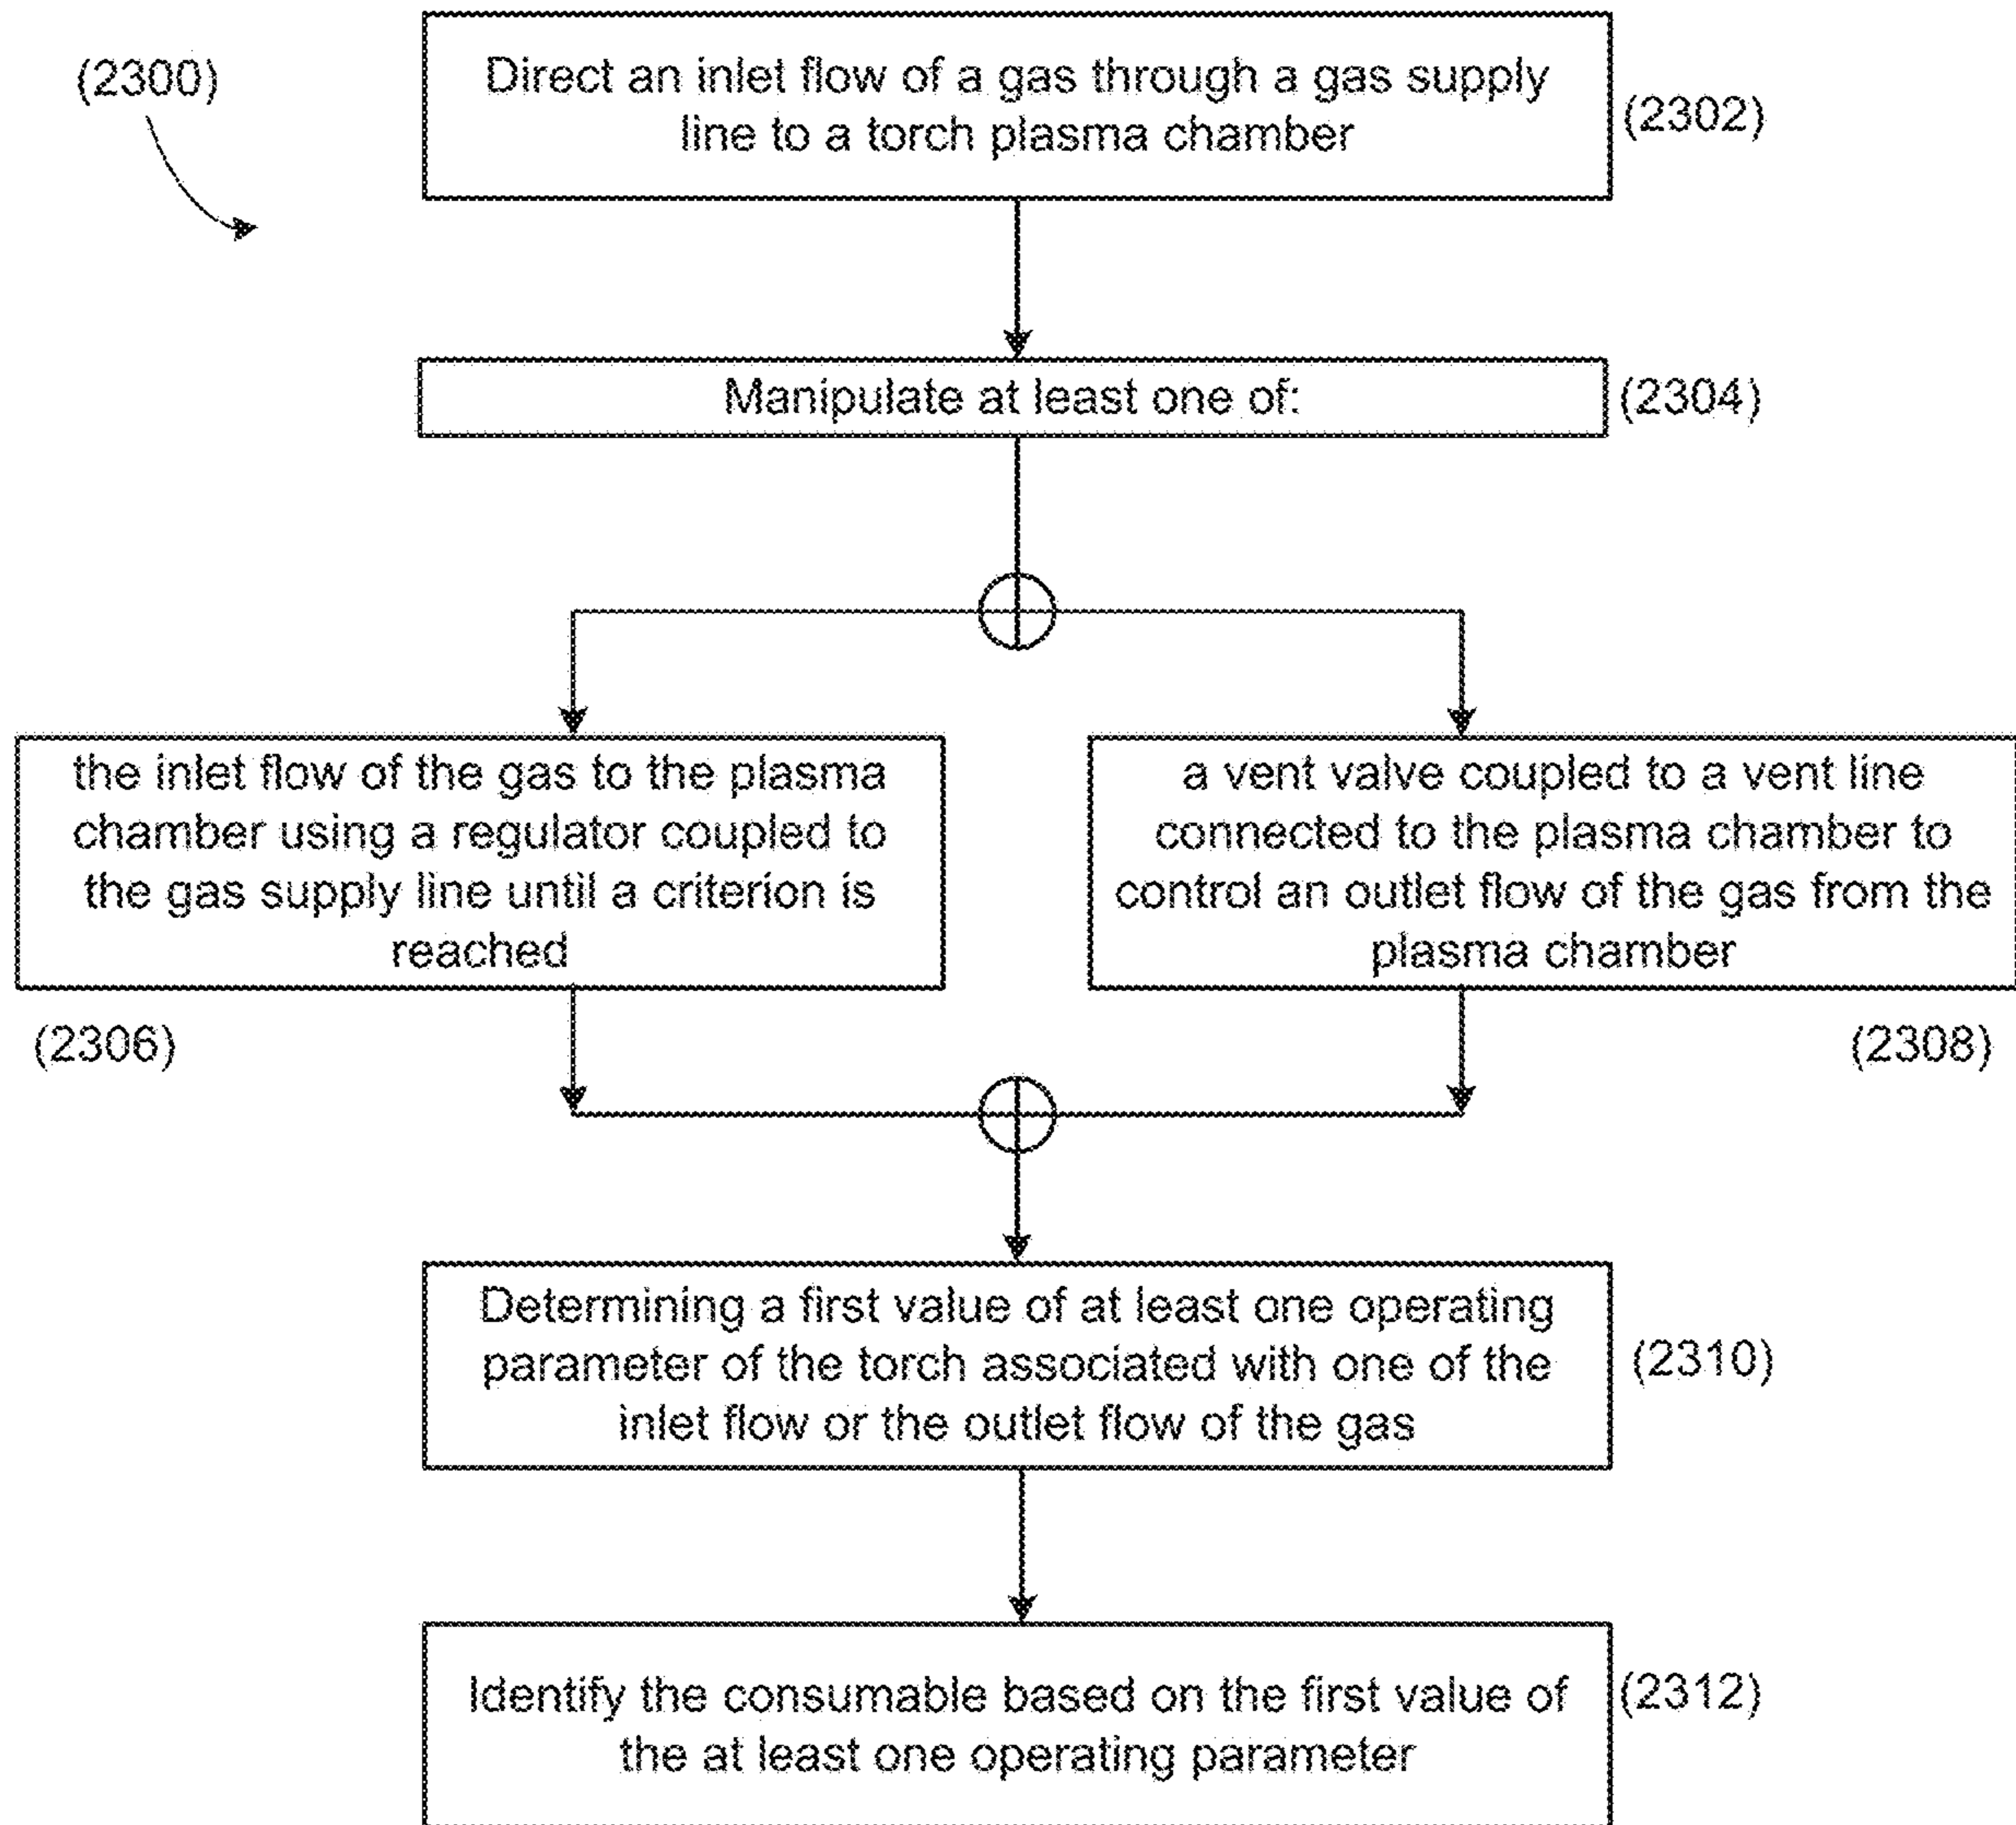 (2300)
Direct an inlet flow of a gas through a gas supply
line to a torch plasma chamber
(2302)
Manipulate at least one of:
(2304)
the inlet flow of the gas to the plasma
chamber using a regulator coupled to
the gas supply line until a criterion is
reached
(2306)
a vent valve coupled to a vent line
connected to the plasma chamber to
control an outlet flow of the gas from the
plasma chamber
(2308)
Determining a first value of at least one operating
parameter of the torch associated with one of the
inlet flow or the outlet flow of the gas
(2310)
Identify the consumable based on the first value of
the at least one operating parameter
(2312)